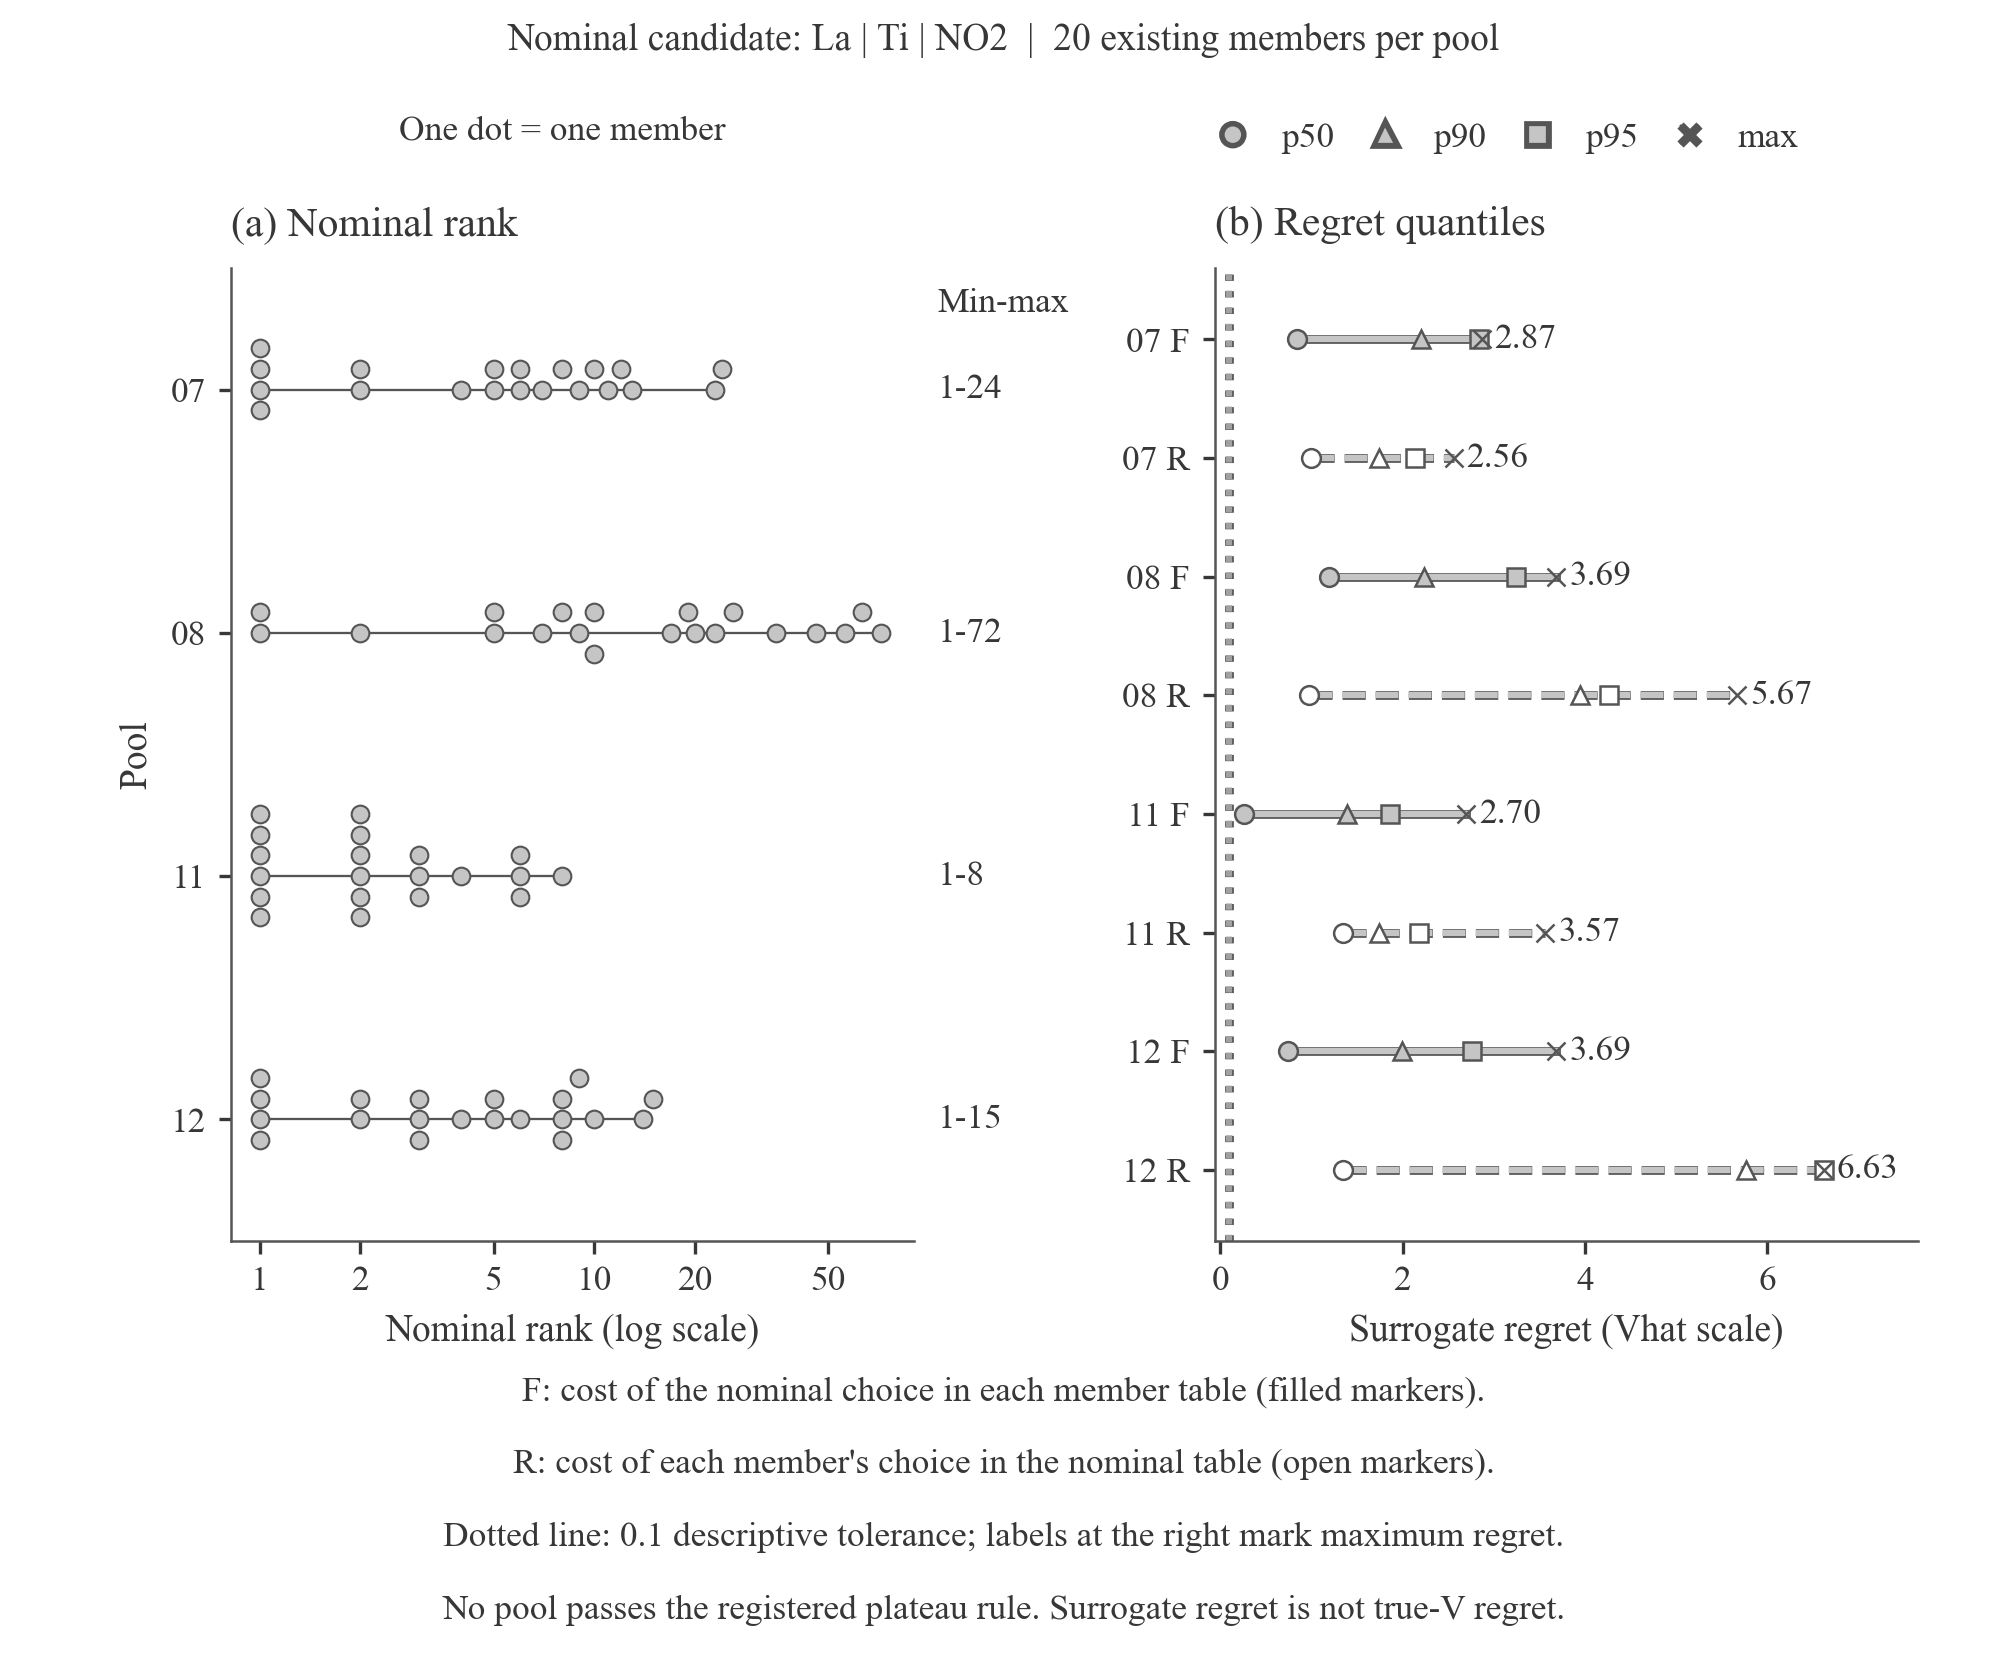 Nominal candidate: La | Ti | NO2 | 20 existing members per pool
One dot = one member
p50 p90 p95 max
(a) Nominal rank
(b) Regret quantiles
Min-max
Pool
07
1-24
08
1-72
11
1-8
12
1-15
1 2 5 10 20 50
Nominal rank (log scale)
07 F
2.87
07 R
2.56
08 F
3.69
08 R
5.67
11 F
2.70
11 R
3.57
12 F
3.69
12 R
6.63
0 2 4 6
Surrogate regret (Vhat scale)
F: cost of the nominal choice in each member table (filled markers).
R: cost of each member's choice in the nominal table (open markers).
Dotted line: 0.1 descriptive tolerance; labels at the right mark maximum regret.
No pool passes the registered plateau rule. Surrogate regret is not true-V regret.